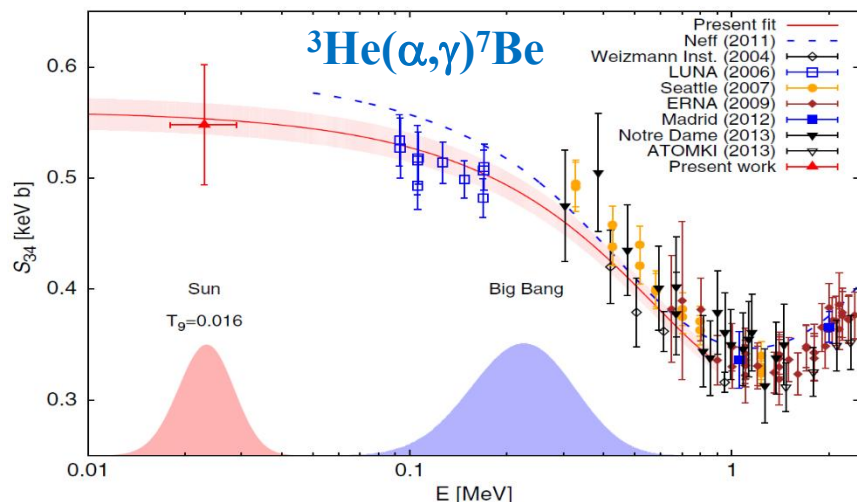 ³He(α,γ)⁷Be
Present fit
Neff (2011)
Weizmann Inst. (2004)
LUNA (2006)
Seattle (2007)
ERNA (2009)
Madrid (2012)
Notre Dame (2013)
ATOMKI (2013)
Present work
0.6
0.5
0.4
0.3
S₃₄ [keV b]
Sun
T₉=0.016
Big Bang
0.01
0.1
1
E [MeV]